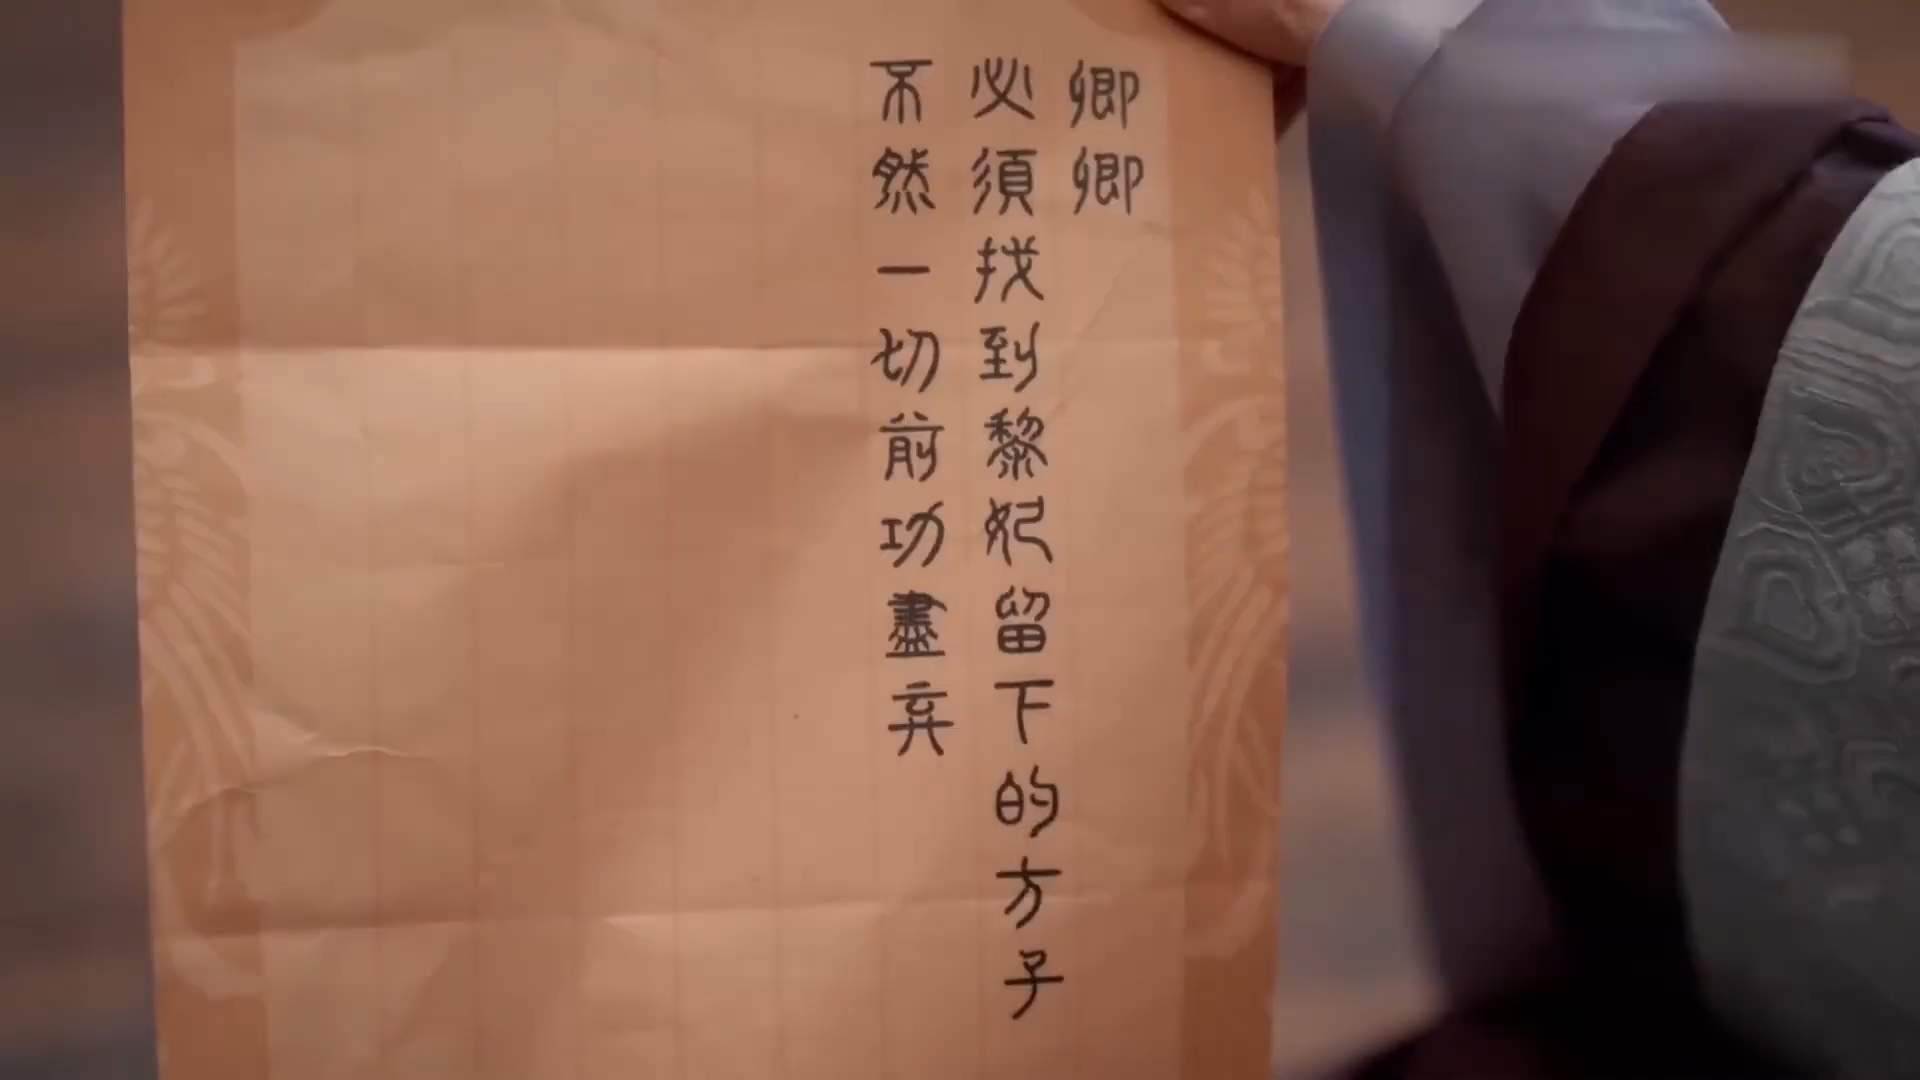 卿卿
必須找到黎妃留下的方子
不然一切前功盡弃